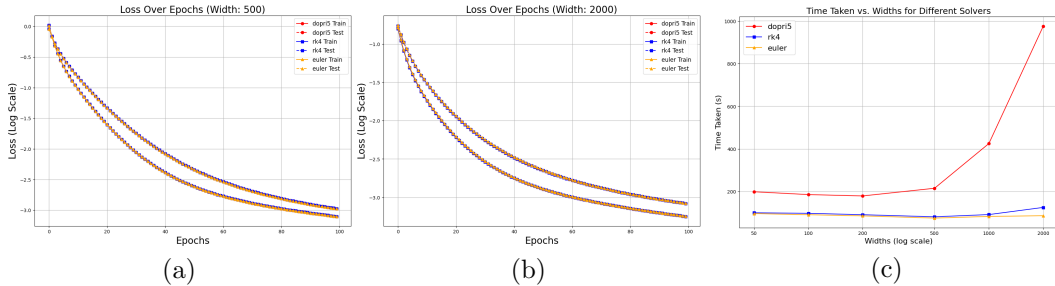 Loss Over Epochs (Width: 500)
dopri5 Train
dopri5 Test
rk4 Train
rk4 Test
euler Train
euler Test
Loss (Log Scale)
0.0
−0.5
−1.0
−1.5
−2.0
−2.5
−3.0
0 20 40 60 80 100
Epochs
(a)
Loss Over Epochs (Width: 2000)
dopri5 Train
dopri5 Test
rk4 Train
rk4 Test
euler Train
euler Test
Loss (Log Scale)
−1.0
−1.5
−2.0
−2.5
−3.0
0 20 40 60 80 100
Epochs
(b)
Time Taken vs. Widths for Different Solvers
dopri5
rk4
euler
Time Taken (s)
1000
800
600
400
200
50 100 200 500 1000 2000
Widths (log scale)
(c)